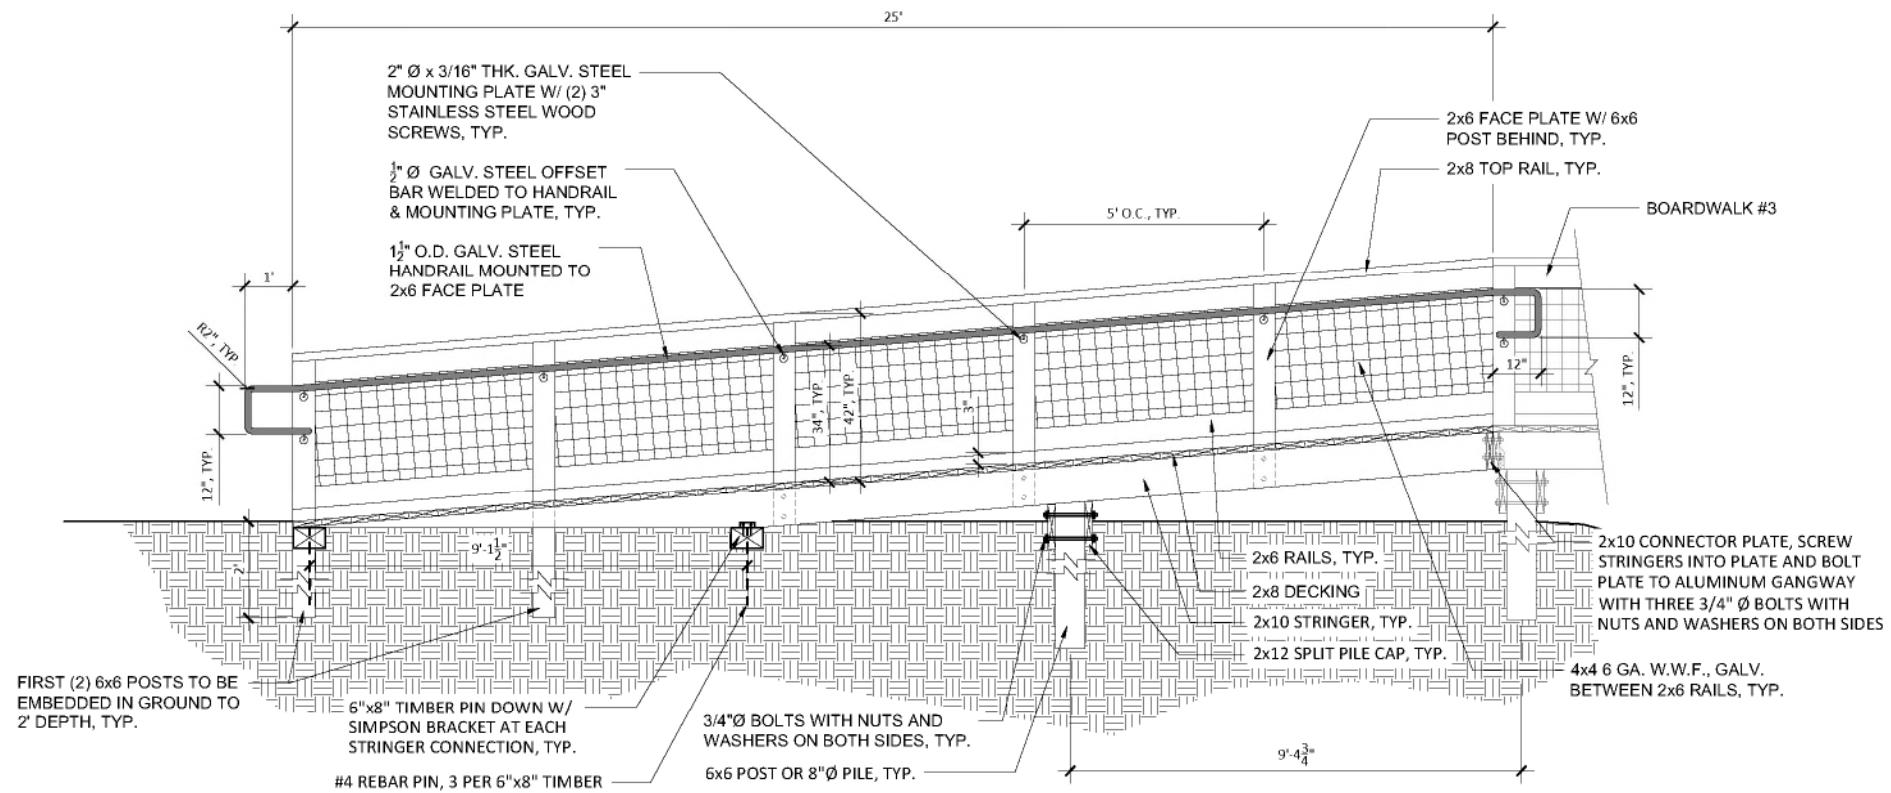 25'
2" Ø x 3/16" THK. GALV. STEEL
MOUNTING PLATE W/ (2) 3"
STAINLESS STEEL WOOD
SCREWS, TYP.
2x6 FACE PLATE W/ 6x6
POST BEHIND, TYP.
2x8 TOP RAIL, TYP.
½" Ø GALV. STEEL OFFSET
BAR WELDED TO HANDRAIL
& MOUNTING PLATE, TYP.
BOARDWALK #3
5' O.C., TYP.
1½" O.D. GALV. STEEL
HANDRAIL MOUNTED TO
2x6 FACE PLATE
1'
R2", TYP
12"
12", TYP.
34", TYP.
42", TYP.
3"
12", TYP.
9'-1½"
2'
2x6 RAILS, TYP.
2x8 DECKING
2x10 STRINGER, TYP.
2x12 SPLIT PILE CAP, TYP.
2x10 CONNECTOR PLATE, SCREW
STRINGERS INTO PLATE AND BOLT
PLATE TO ALUMINUM GANGWAY
WITH THREE 3/4" Ø BOLTS WITH
NUTS AND WASHERS ON BOTH SIDES
4x4 6 GA. W.W.F., GALV.
BETWEEN 2x6 RAILS, TYP.
FIRST (2) 6x6 POSTS TO BE
EMBEDDED IN GROUND TO
2' DEPTH, TYP.
6"x8" TIMBER PIN DOWN W/
SIMPSON BRACKET AT EACH
STRINGER CONNECTION, TYP.
#4 REBAR PIN, 3 PER 6"x8" TIMBER
3/4"Ø BOLTS WITH NUTS AND
WASHERS ON BOTH SIDES, TYP.
6x6 POST OR 8"Ø PILE, TYP.
9'-4¾"